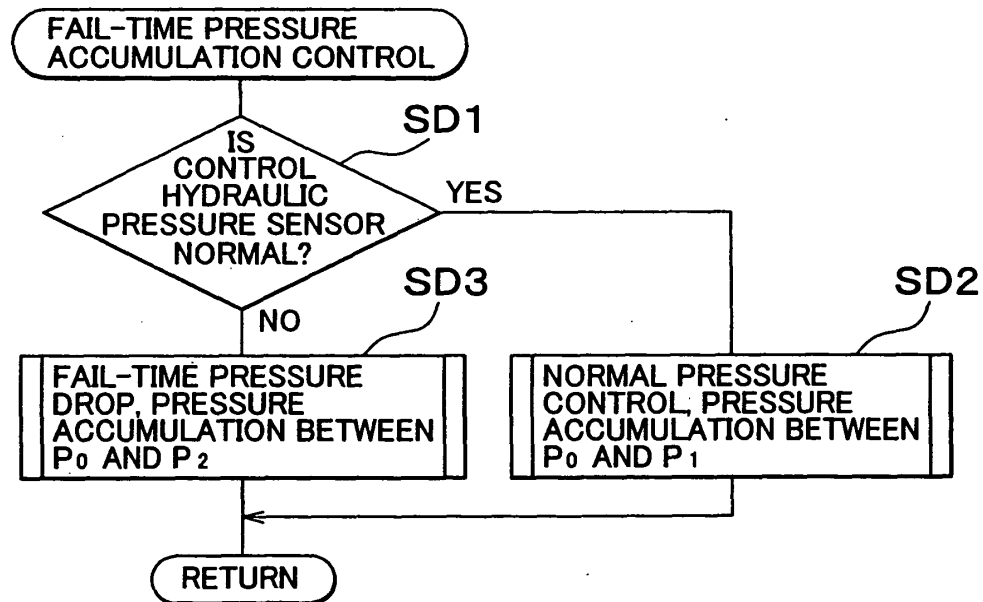 FAIL-TIME PRESSURE
ACCUMULATION CONTROL
SD1
IS
CONTROL
HYDRAULIC
PRESSURE SENSOR
NORMAL?
YES
NO
SD3
FAIL-TIME PRESSURE
DROP, PRESSURE
ACCUMULATION BETWEEN
P0 AND P2
SD2
NORMAL PRESSURE
CONTROL, PRESSURE
ACCUMULATION BETWEEN
P0 AND P1
RETURN